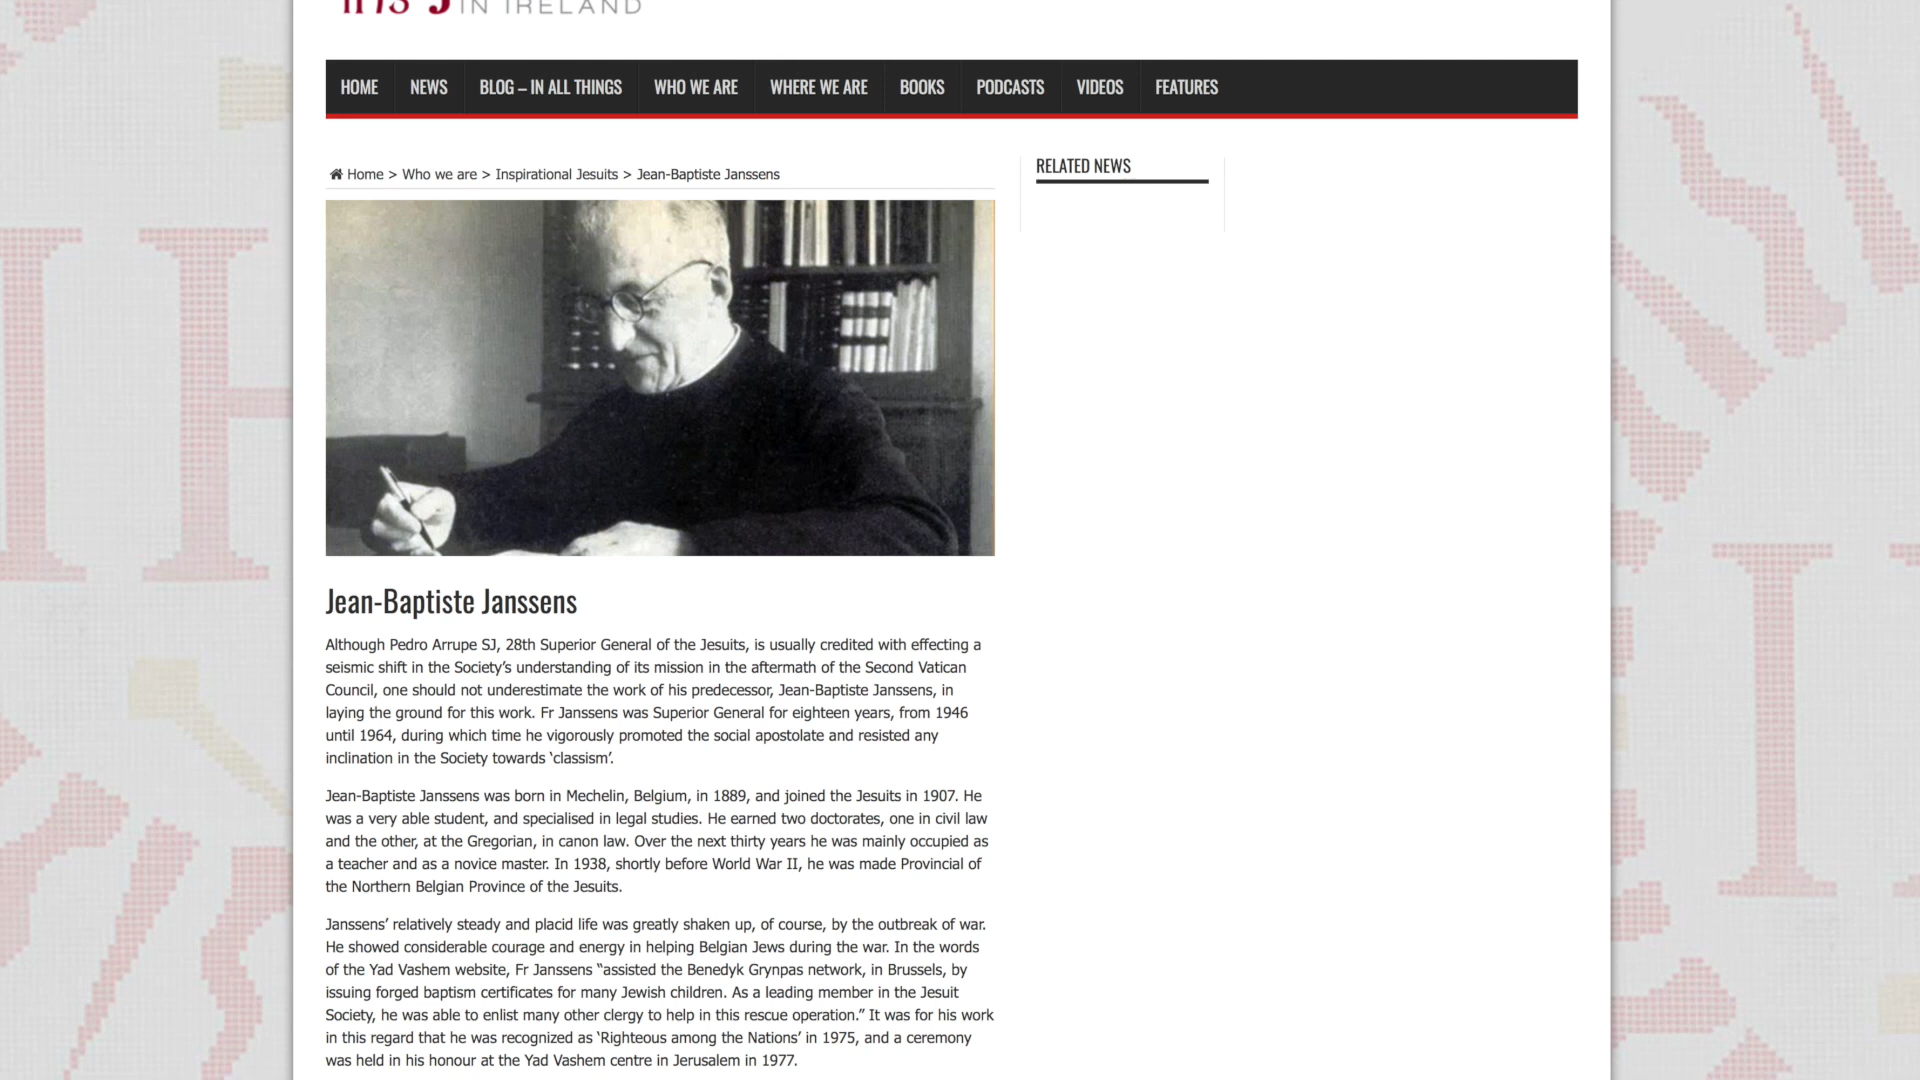 IN IRELAND
HOME NEWS BLOG – IN ALL THINGS WHO WE ARE WHERE WE ARE BOOKS PODCASTS VIDEOS FEATURES
Home > Who we are > Inspirational Jesuits > Jean-Baptiste Janssens
RELATED NEWS
Jean-Baptiste Janssens
Although Pedro Arrupe SJ, 28th Superior General of the Jesuits, is usually credited with effecting a
seismic shift in the Society’s understanding of its mission in the aftermath of the Second Vatican
Council, one should not underestimate the work of his predecessor, Jean-Baptiste Janssens, in
laying the ground for this work. Fr Janssens was Superior General for eighteen years, from 1946
until 1964, during which time he vigorously promoted the social apostolate and resisted any
inclination in the Society towards ‘classism’.
Jean-Baptiste Janssens was born in Mechelin, Belgium, in 1889, and joined the Jesuits in 1907. He
was a very able student, and specialised in legal studies. He earned two doctorates, one in civil law
and the other, at the Gregorian, in canon law. Over the next thirty years he was mainly occupied as
a teacher and as a novice master. In 1938, shortly before World War II, he was made Provincial of
the Northern Belgian Province of the Jesuits.
Janssens’ relatively steady and placid life was greatly shaken up, of course, by the outbreak of war.
He showed considerable courage and energy in helping Belgian Jews during the war. In the words
of the Yad Vashem website, Fr Janssens “assisted the Benedyk Grynpas network, in Brussels, by
issuing forged baptism certificates for many Jewish children. As a leading member in the Jesuit
Society, he was able to enlist many other clergy to help in this rescue operation.” It was for his work
in this regard that he was recognized as ‘Righteous among the Nations’ in 1975, and a ceremony
was held in his honour at the Yad Vashem centre in Jerusalem in 1977.